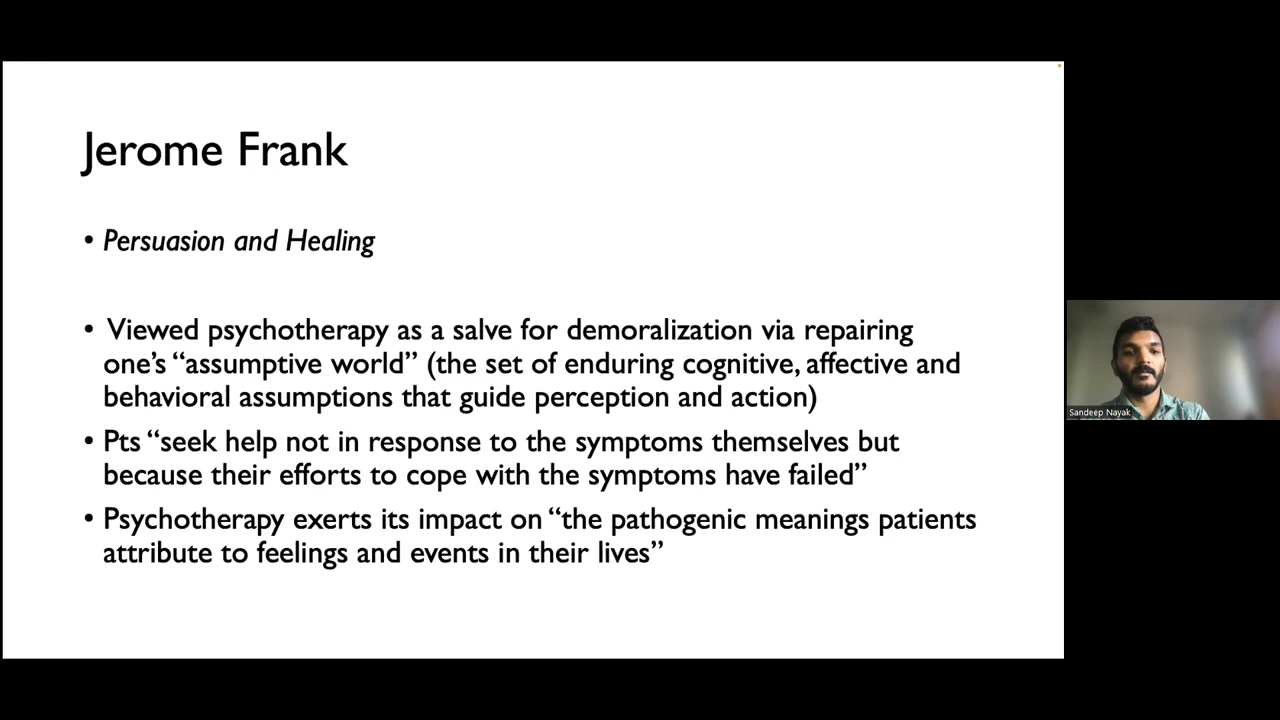 Jerome Frank
• Persuasion and Healing
• Viewed psychotherapy as a salve for demoralization via repairing
one’s “assumptive world” (the set of enduring cognitive, affective and
behavioral assumptions that guide perception and action)
• Pts “seek help not in response to the symptoms themselves but
because their efforts to cope with the symptoms have failed”
• Psychotherapy exerts its impact on “the pathogenic meanings patients
attribute to feelings and events in their lives”
Sandeep Nayak